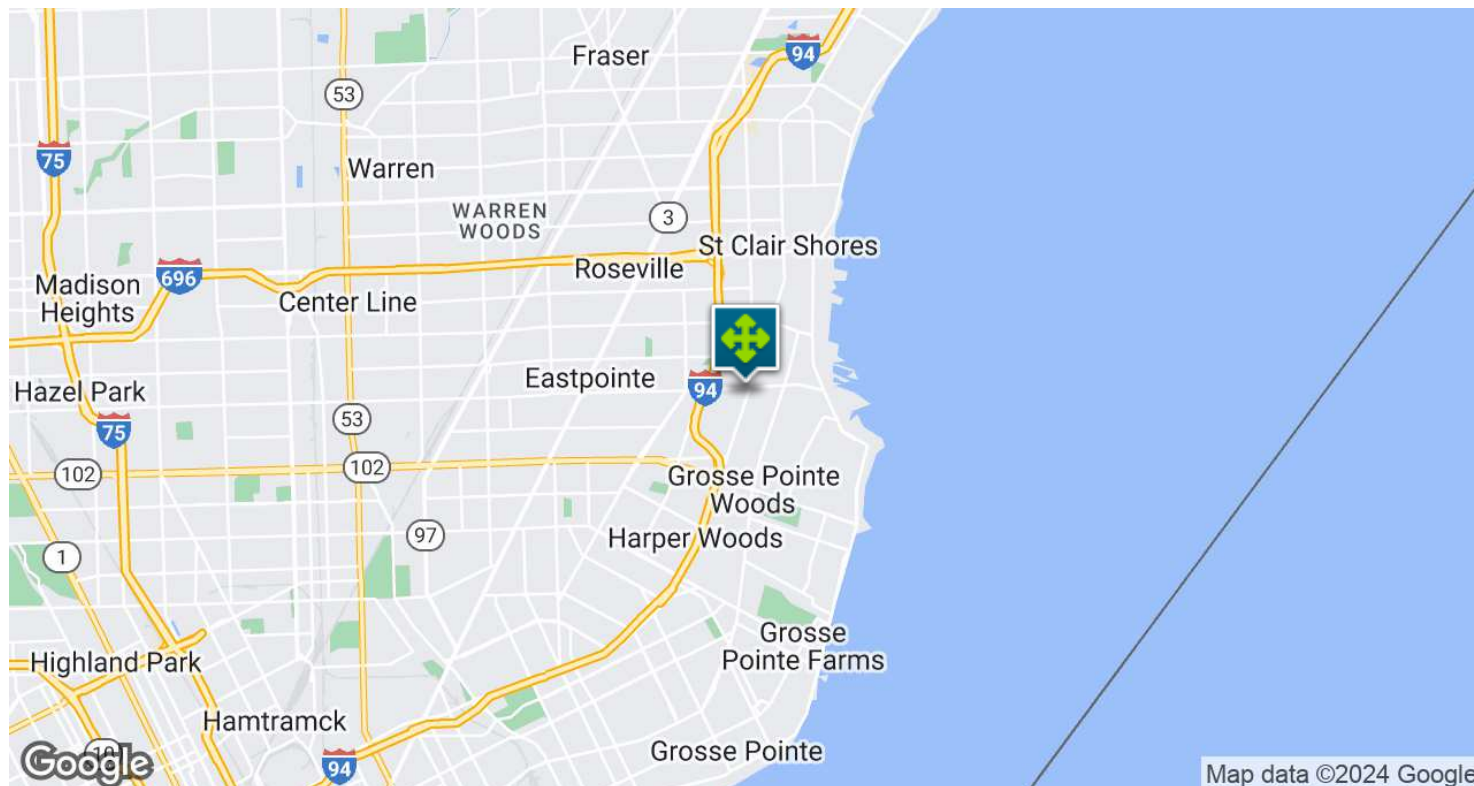 Fraser
94
53
75
Warren
WARREN
WOODS
3
St Clair Shores
Roseville
696
Madison
Heights
Center Line
Eastpointe
94
Hazel Park
53
75
102
102
Grosse Pointe
Woods
97
Harper Woods
1
Grosse
Pointe Farms
Highland Park
Hamtramck
Grosse Pointe
10
Google
94
Map data ©2024 Google